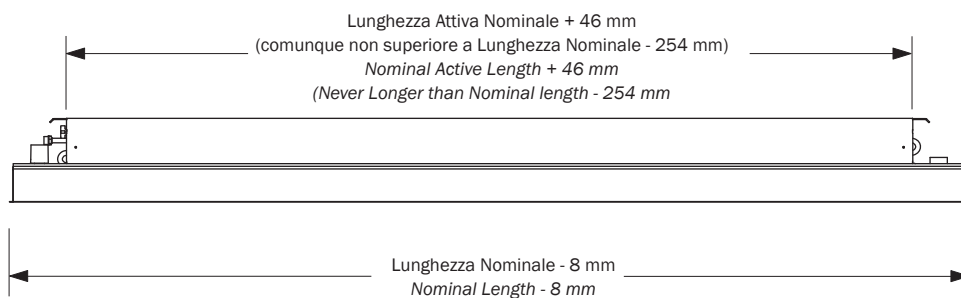 Lunghezza Attiva Nominale + 46 mm
(comunque non superiore a Lunghezza Nominale - 254 mm)
Nominal Active Length + 46 mm
(Never Longer than Nominal length - 254 mm
Lunghezza Nominale - 8 mm
Nominal Length - 8 mm